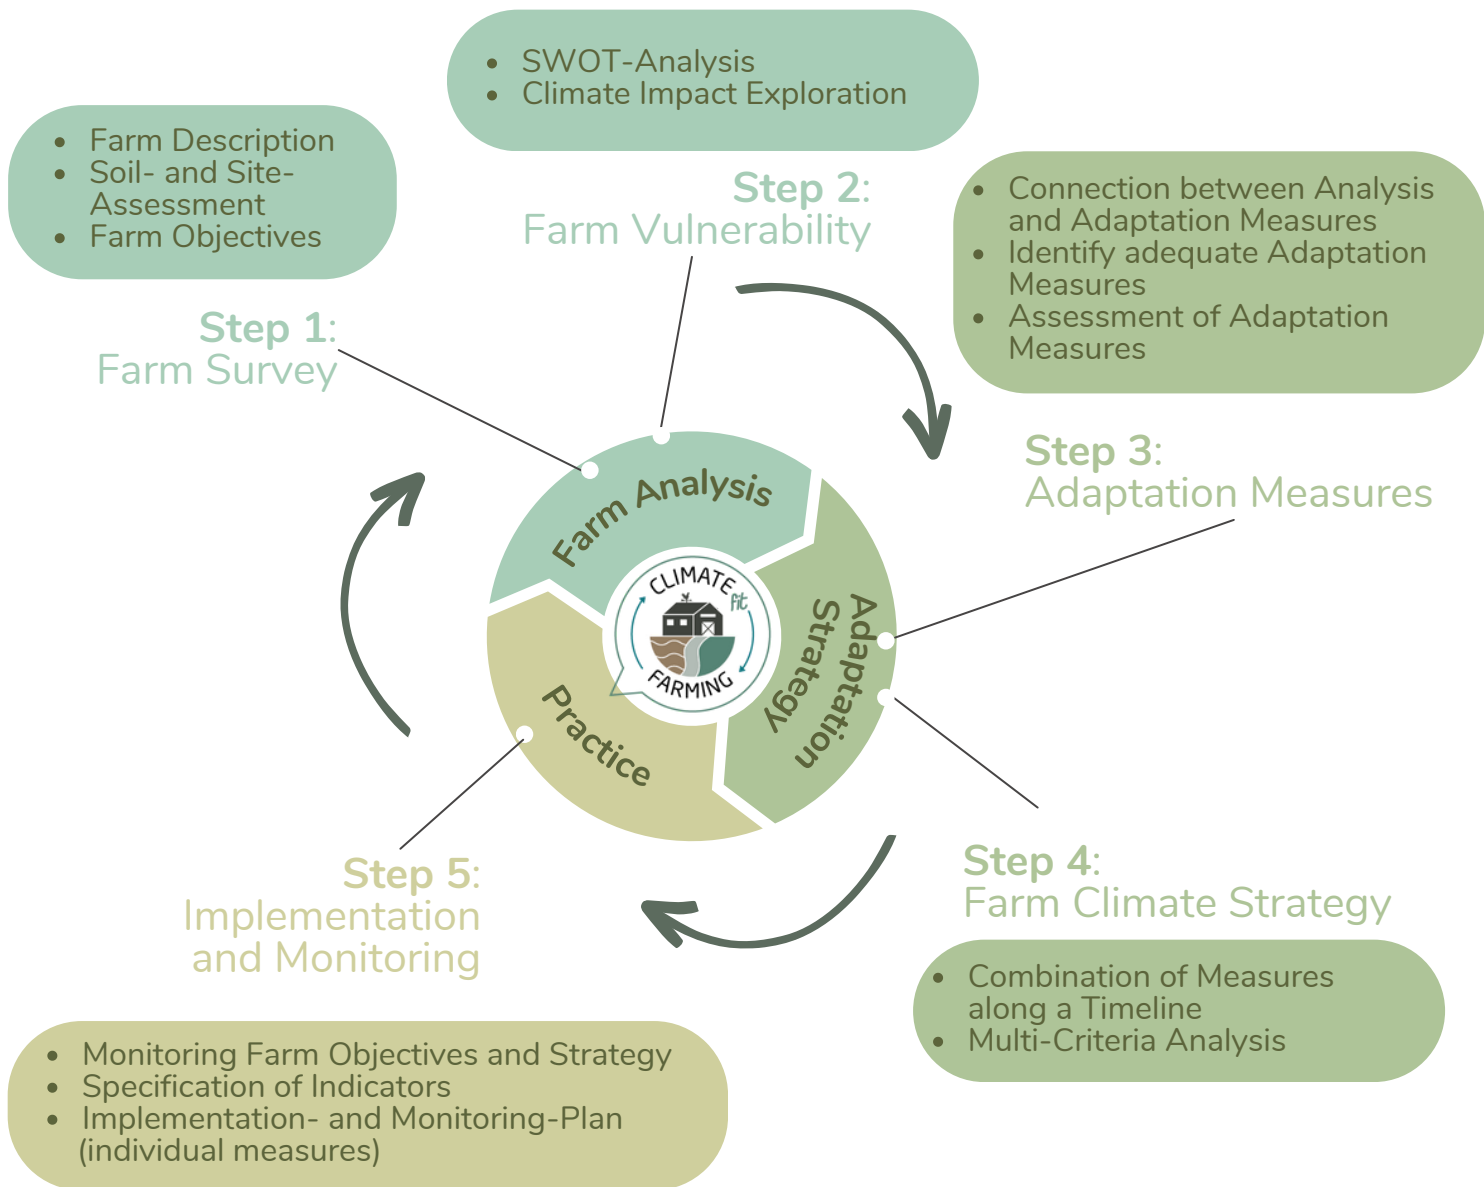 • SWOT-Analysis
• Climate Impact Exploration
• Farm Description
• Soil- and Site-
Assessment
• Farm Objectives
Step 1:
Farm Survey
Step 2:
Farm Vulnerability
• Connection between Analysis
and Adaptation Measures
• Identify adequate Adaptation
Measures
• Assessment of Adaptation
Measures
Step 3:
Adaptation Measures
Farm Analysis
Adaptation
Strategy
Practice
CLIMATE
fit
FARMING
Step 4:
Farm Climate Strategy
• Combination of Measures
along a Timeline
• Multi-Criteria Analysis
Step 5:
Implementation
and Monitoring
• Monitoring Farm Objectives and Strategy
• Specification of Indicators
• Implementation- and Monitoring-Plan
(individual measures)